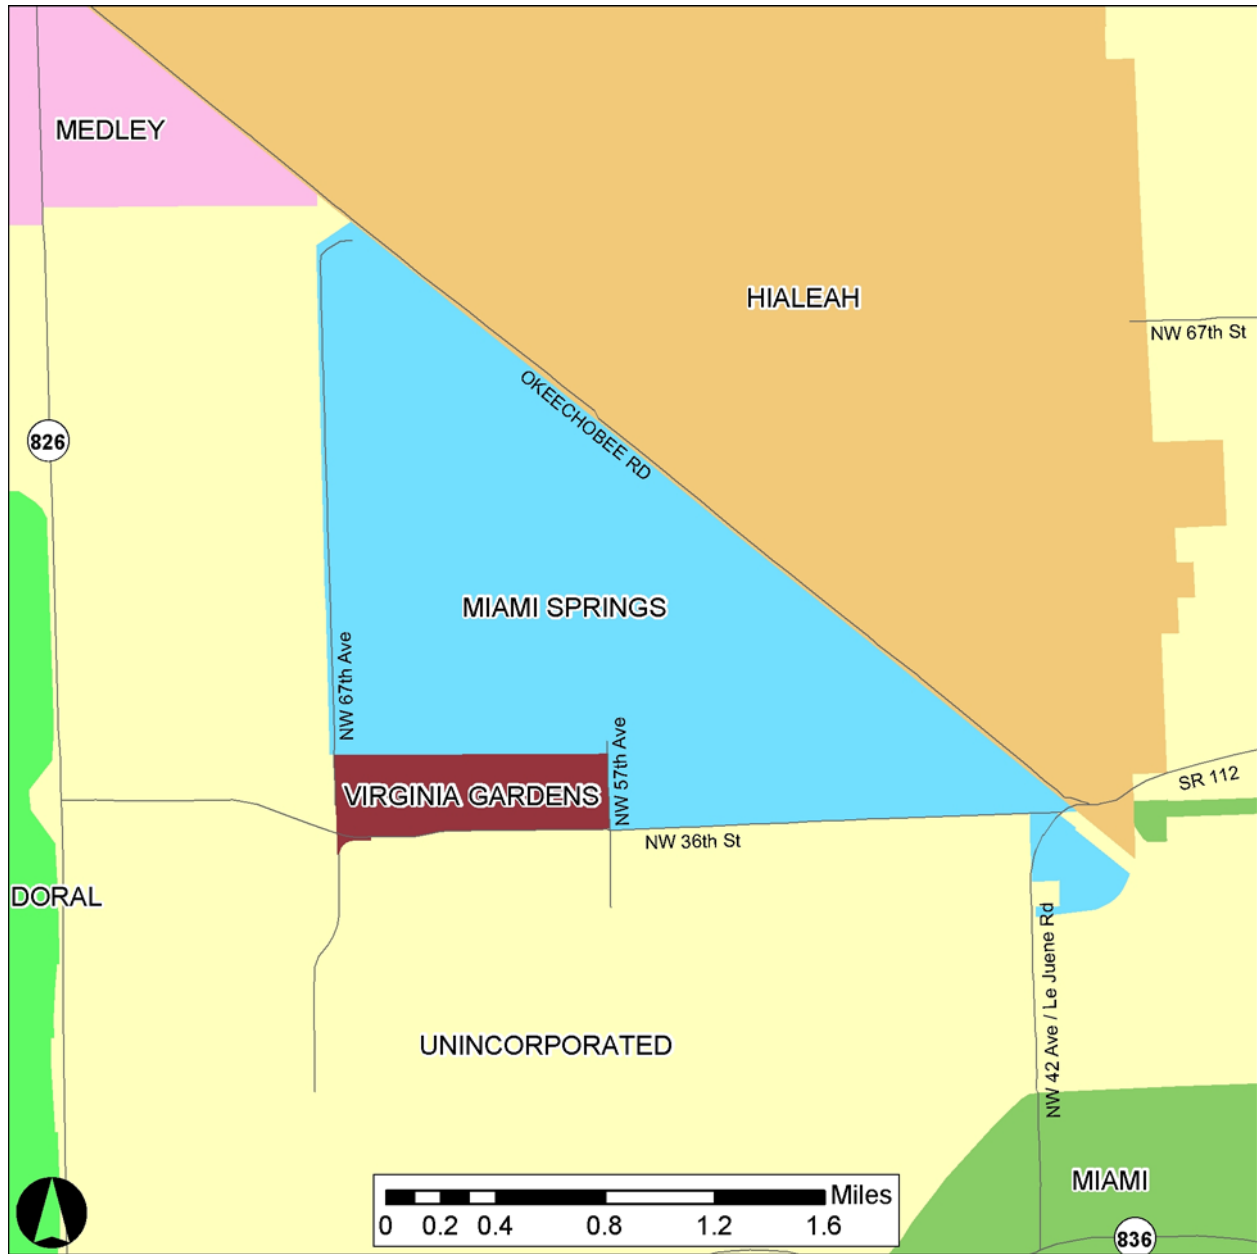 MEDLEY
HIALEAH
NW 67th St
OKEECHOBEE RD
826
MIAMI SPRINGS
NW 67th Ave
NW 57th Ave
SR 112
VIRGINIA GARDENS
NW 36th St
DORAL
NW 42 Ave / Le Juene Rd
UNINCORPORATED
MIAMI
Miles
0 0.2 0.4 0.8 1.2 1.6
836